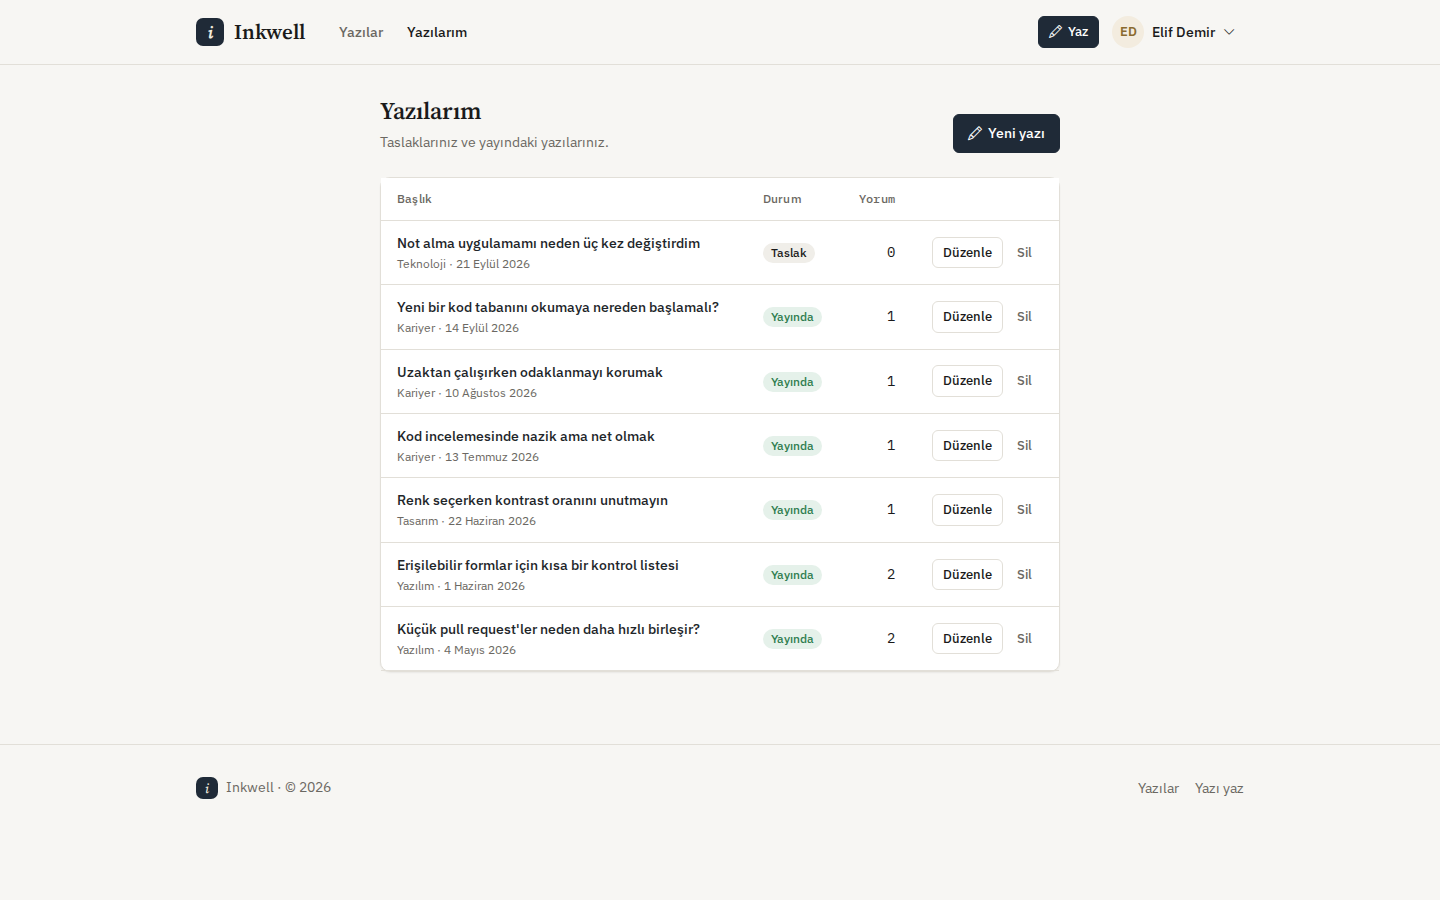 i Inkwell Yazılar Yazılarım Yaz ED Elif Demir
Yazılarım
Taslaklarınız ve yayındaki yazılarınız.
Yeni yazı
Başlık Durum Yorum
Not alma uygulamamı neden üç kez değiştirdim
Teknoloji · 21 Eylül 2026
Taslak 0 Düzenle Sil
Yeni bir kod tabanını okumaya nereden başlamalı?
Kariyer · 14 Eylül 2026
Yayında 1 Düzenle Sil
Uzaktan çalışırken odaklanmayı korumak
Kariyer · 10 Ağustos 2026
Yayında 1 Düzenle Sil
Kod incelemesinde nazik ama net olmak
Kariyer · 13 Temmuz 2026
Yayında 1 Düzenle Sil
Renk seçerken kontrast oranını unutmayın
Tasarım · 22 Haziran 2026
Yayında 1 Düzenle Sil
Erişilebilir formlar için kısa bir kontrol listesi
Yazılım · 1 Haziran 2026
Yayında 2 Düzenle Sil
Küçük pull request'ler neden daha hızlı birleşir?
Yazılım · 4 Mayıs 2026
Yayında 2 Düzenle Sil
i Inkwell · © 2026 Yazılar Yazı yaz